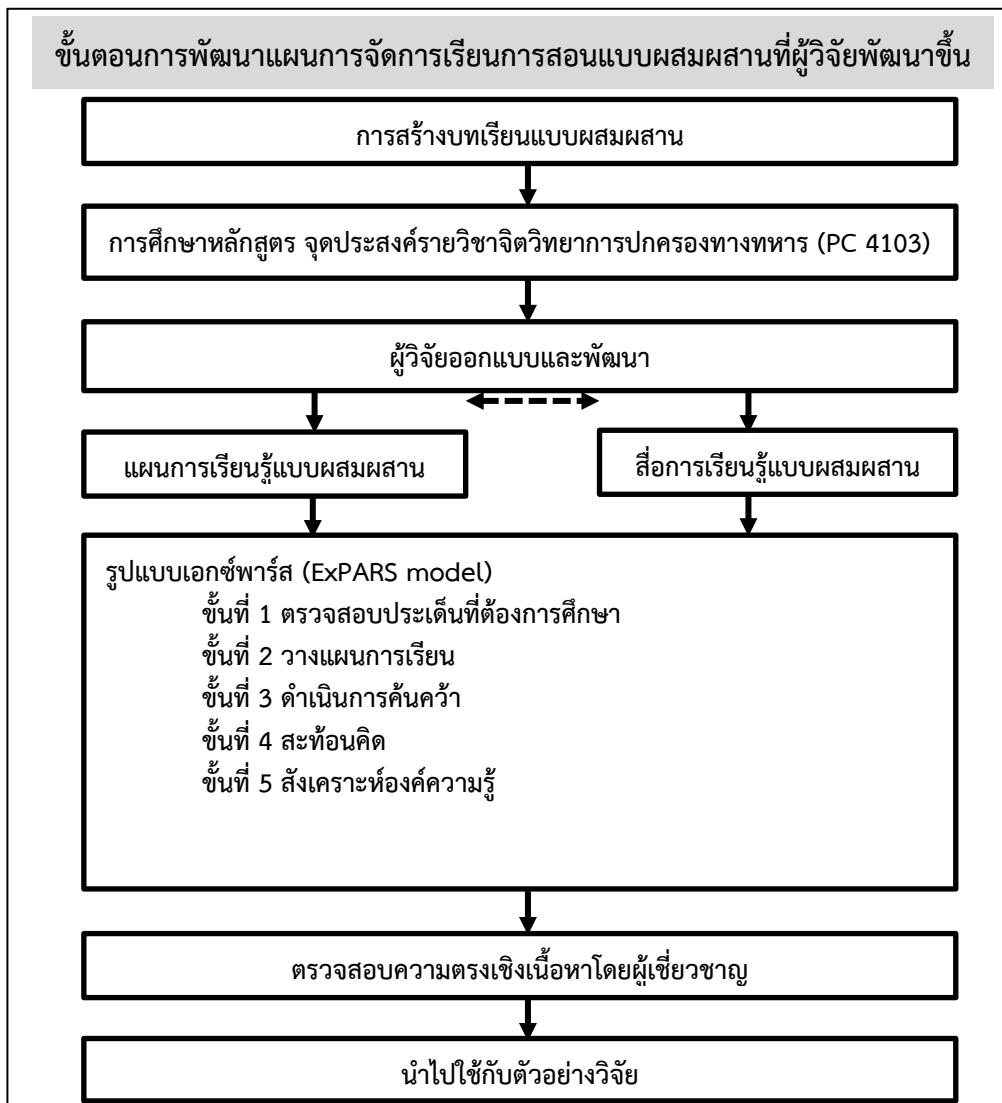 ขั้นตอนการพัฒนาแผนการจัดการเรียนการสอนแบบผสมผสานที่ผู้วิจัยพัฒนาขึ้น
การสร้างบทเรียนแบบผสมผสาน
การศึกษาหลักสูตร จุดประสงค์รายวิชาจิตวิทยาการปกครองทางทหาร (PC 4103)
ผู้วิจัยออกแบบและพัฒนา
แผนการเรียนรู้แบบผสมผสาน
สื่อการเรียนรู้แบบผสมผสาน
รูปแบบเอกซ์พาร์ส (ExPARS model)
ขั้นที่ 1 ตรวจสอบประเด็นที่ต้องการศึกษา
ขั้นที่ 2 วางแผนการเรียน
ขั้นที่ 3 ดำเนินการค้นคว้า
ขั้นที่ 4 สะท้อนคิด
ขั้นที่ 5 สังเคราะห์องค์ความรู้
ตรวจสอบความตรงเชิงเนื้อหาโดยผู้เชี่ยวชาญ
นำไปใช้กับตัวอย่างวิจัย